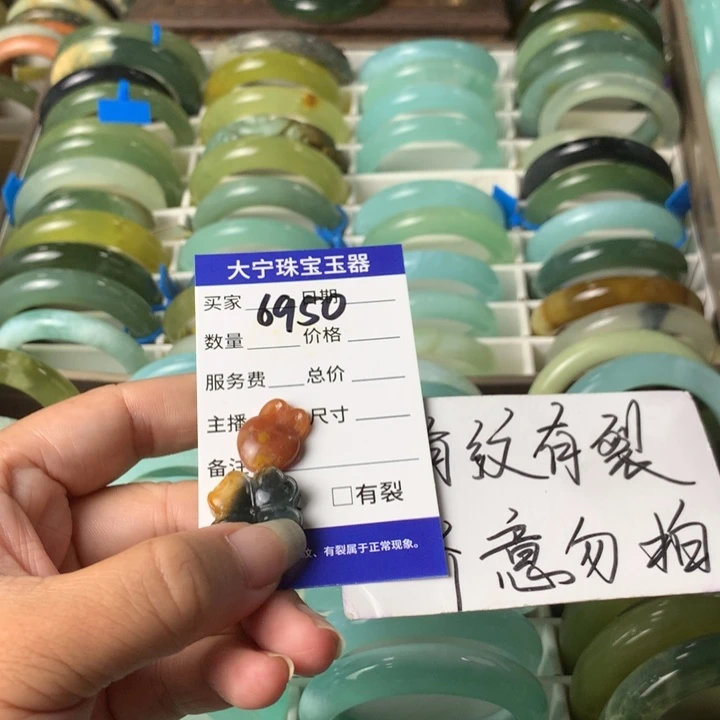 大宁珠宝玉器
买家 日期
6950
数量 价格
服务费 总价
主播 尺寸
备注
□有裂
纹、有裂属于正常现象。
有纹有裂
意勿拍